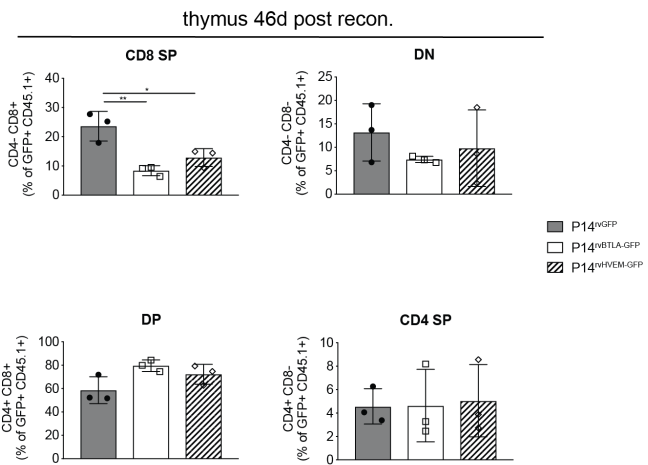 thymus 46d post recon.
CD8 SP
CD4- CD8+
(% of GFP+ CD45.1+)
40
30
20
10
0
*
**
DN
CD4- CD8-
(% of GFP+ CD45.1+)
25
20
15
10
5
0
P14rvGFP
P14rvBTLA-GFP
P14rvHVEM-GFP
DP
CD4+ CD8+
(% of GFP+ CD45.1+)
100
80
60
40
20
0
CD4 SP
CD4+ CD8-
(% of GFP+ CD45.1+)
10
8
6
4
2
0